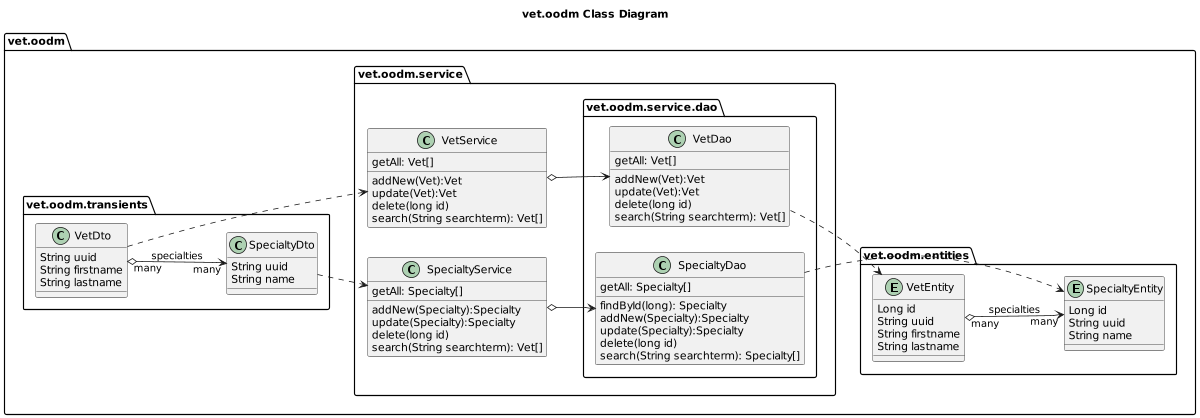 vet.oodm Class Diagram
vet.oodm
vet.oodm.service
vet.oodm.service.dao
C VetService
getAll: Vet[]
addNew(Vet):Vet
update(Vet):Vet
delete(long id)
search(String searchterm): Vet[]
C VetDao
getAll: Vet[]
addNew(Vet):Vet
update(Vet):Vet
delete(long id)
search(String searchterm): Vet[]
vet.oodm.transients
C VetDto
String uuid
String firstname
String lastname
specialties
many
many
C SpecialtyDto
String uuid
String name
C SpecialtyService
getAll: Specialty[]
addNew(Specialty):Specialty
update(Specialty):Specialty
delete(long id)
search(String searchterm): Vet[]
C SpecialtyDao
getAll: Specialty[]
findById(long): Specialty
addNew(Specialty):Specialty
update(Specialty):Specialty
delete(long id)
search(String searchterm): Specialty[]
vet.oodm.entities
E VetEntity
Long id
String uuid
String firstname
String lastname
specialties
many
many
E SpecialtyEntity
Long id
String uuid
String name